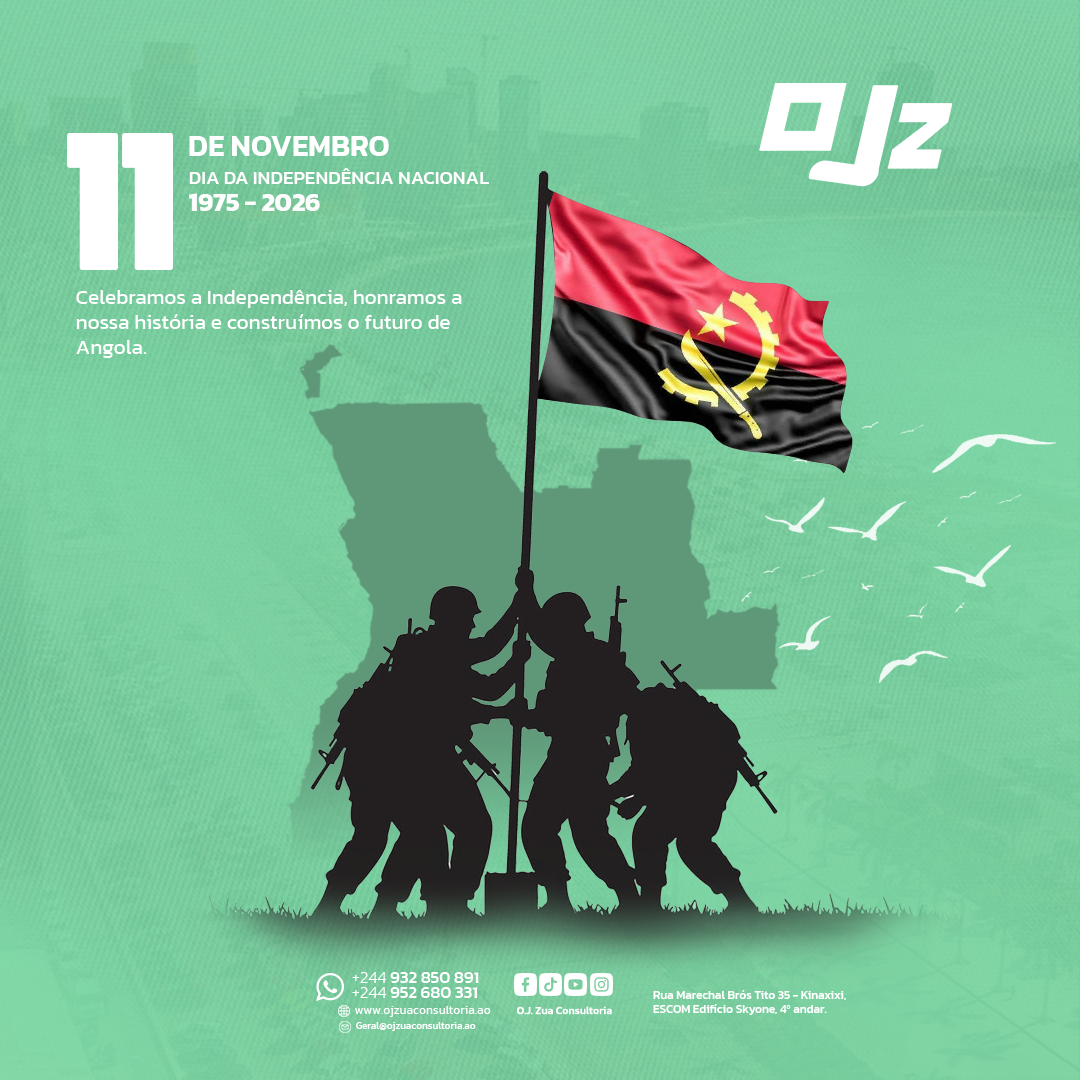 11
DE NOVEMBRO
DIA DA INDEPENDÊNCIA NACIONAL
1975 – 2026
Celebramos a Independência, honramos a
nossa história e construímos o futuro de
Angola.
OJZ
+244 932 850 891
+244 952 680 331
www.ojzuaconsultoria.ao
Geral@ojzuaconsultoria.ao
O.J. Zua Consultoria
Rua Marechal Brós Tito 35 - Kinaxixi,
ESCOM Edifício Skyone, 4º andar.